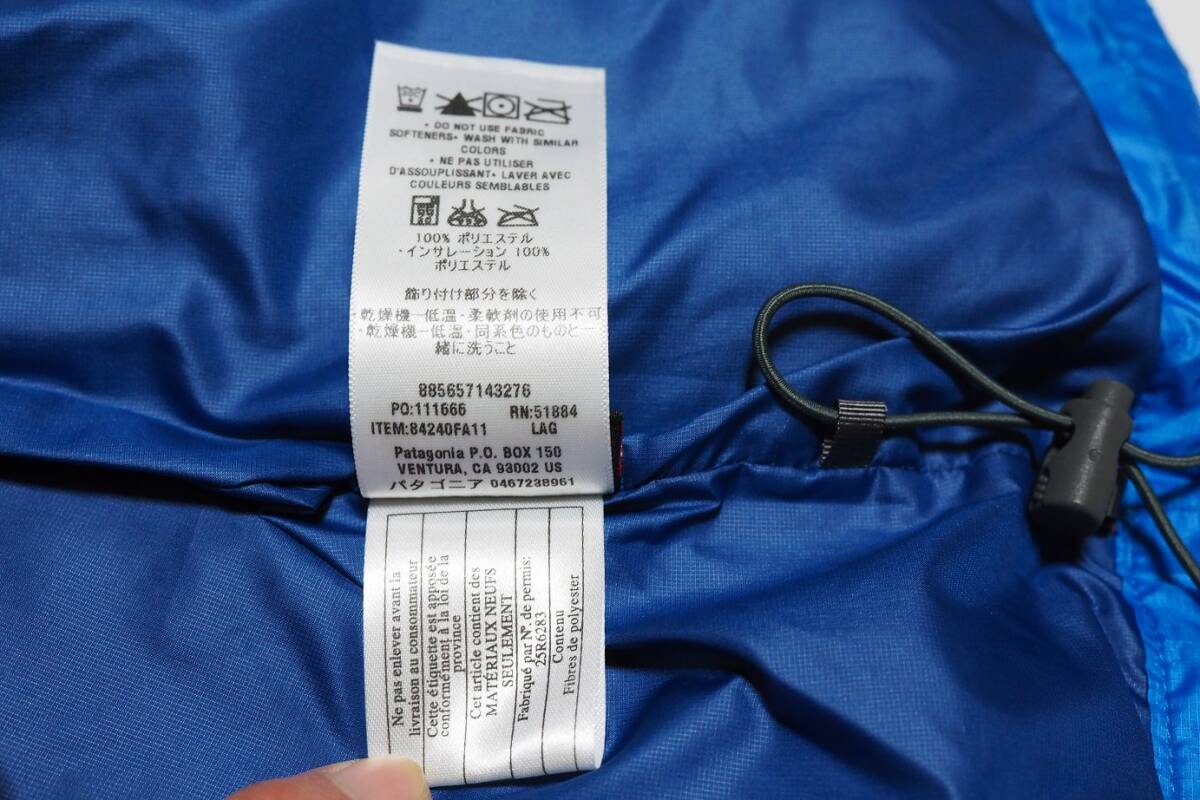 • DO NOT USE FABRIC
SOFTENERS• WASH WITH SIMILAR
COLORS
• NE PAS UTILISER
D'ASSOUPLISSANT• LAVER AVEC
COULEURS SEMBLABLES
100% ポリエステル
・インサレーション 100%
ポリエステル
飾り付け部分を除く
・乾燥機－低温・柔軟剤の使用不可
・乾燥機－低温・同系色のものと一
緒に洗うこと
885657143276
PO:111666 RN:51884
ITEM:84240FA11 LAG
Patagonia P.O. BOX 150
VENTURA, CA 93002 US
パタゴニア 0467238961
Ne pas enlever avant la
livraison au consommateur
Cette étiquette est apposée
conformément à la loi de la
province
Cet article contient des
MATÉRIAUX NEUFS
SEULEMENT
Fabriqué par Nº. de permis:
25R6283
Contenu
Fibres de polyester